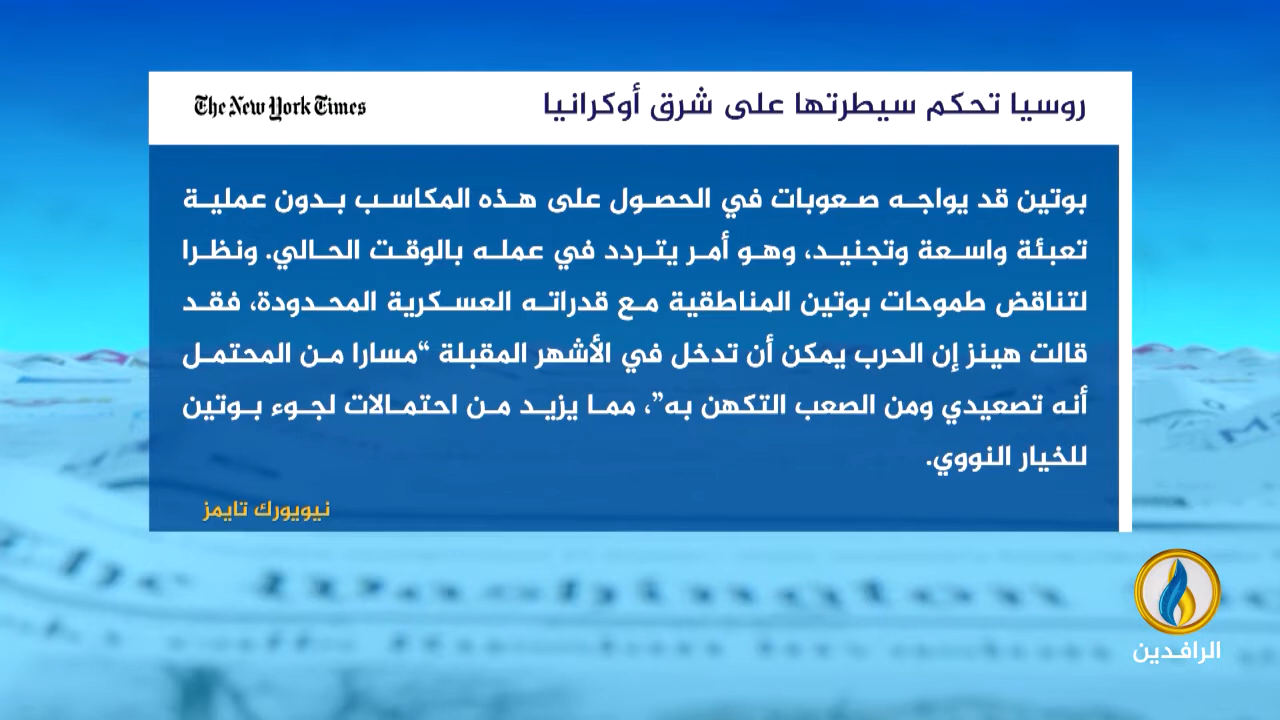 روسيا تحكم سيطرتها على شرق أوكرانيا
The New York Times
بوتين قد يواجه صعوبات في الحصول على هذه المكاسب بدون عملية
تعبئة واسعة وتجنيد، وهو أمر يتردد في عمله بالوقت الحالي. ونظرا
لتناقض طموحات بوتين المناطقية مع قدراته العسكرية المحدودة، فقد
قالت هينز إن الحرب يمكن أن تدخل في الأشهر المقبلة “مسارا من المحتمل
أنه تصعيدي ومن الصعب التكهن به”، مما يزيد من احتمالات لجوء بوتين
للخيار النووي.
نيويورك تايمز
الرافدين